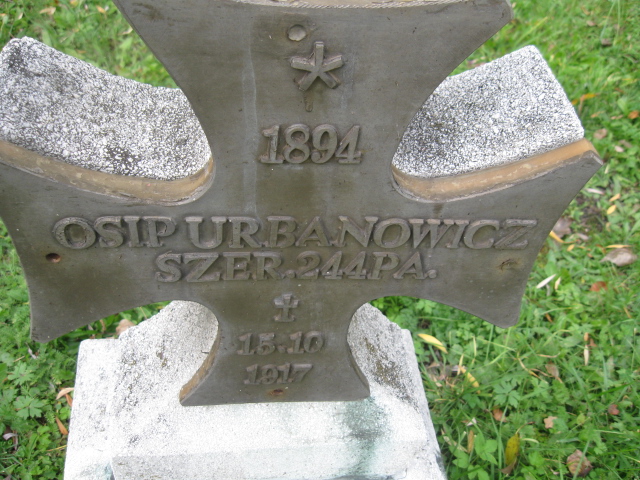 * 1894
OSIP URBANOWICZ
SZER. 244 PA.
✝
15·10
1917